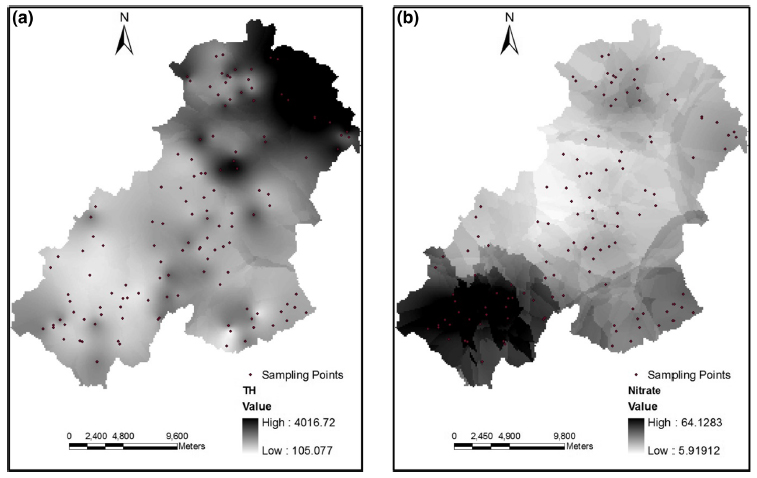 (a)
N
Sampling Points
TH
Value
High : 4016.72
Low : 105.077
0 2,400 4,800 9,600
Meters
(b)
N
Sampling Points
Nitrate
Value
High : 64.1283
Low : 5.91912
0 2,450 4,900 9,800
Meters